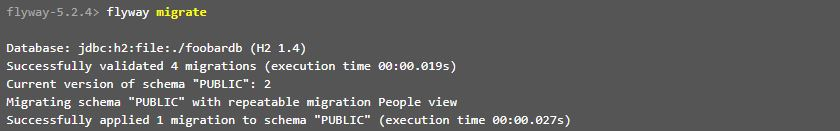 flyway-5.2.4> flyway migrate
Database: jdbc:h2:file:./foobardb (H2 1.4)
Successfully validated 4 migrations (execution time 00:00.019s)
Current version of schema "PUBLIC": 2
Migrating schema "PUBLIC" with repeatable migration People view
Successfully applied 1 migration to schema "PUBLIC" (execution time 00:00.027s)